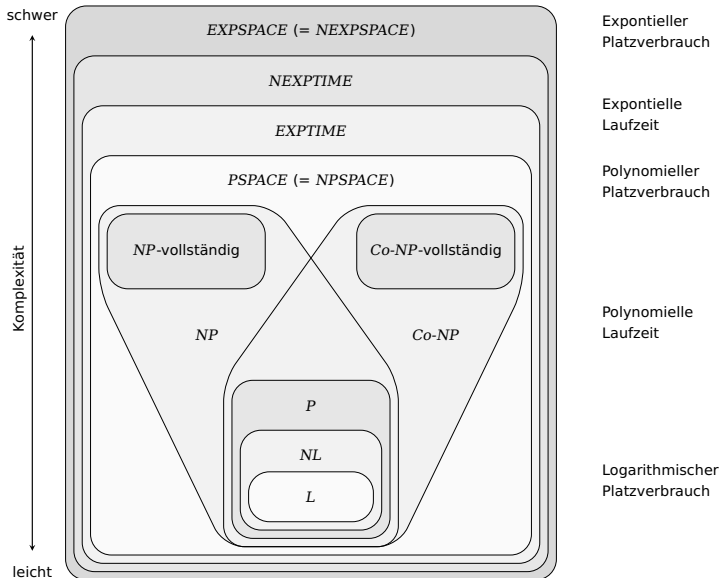 schwer
EXPSPACE (= NEXPSPACE)
Expontieller
Platzverbrauch
NEXPTIME
Expontielle
Laufzeit
EXPTIME
PSPACE (= NPSPACE)
Polynomieller
Platzverbrauch
NP-vollständig
Co-NP-vollständig
Komplexität
NP
Co-NP
Polynomielle
Laufzeit
P
NL
L
Logarithmischer
Platzverbrauch
leicht